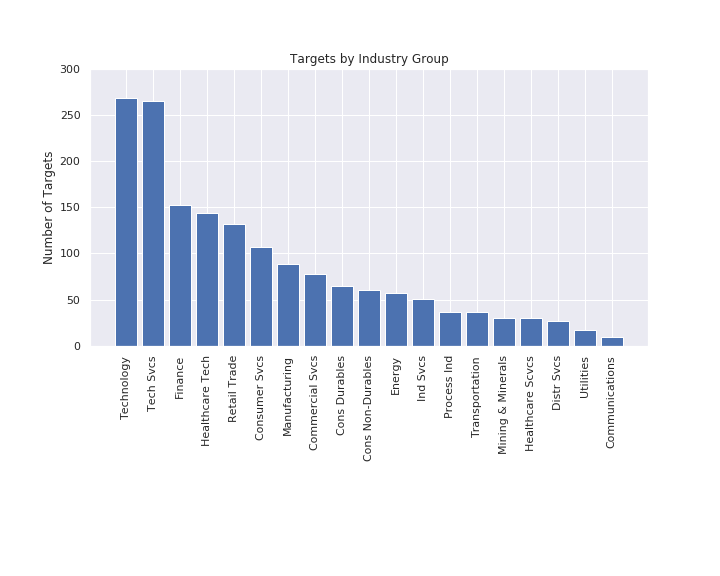 Targets by Industry Group
Number of Targets
300
250
200
150
100
50
0
Technology
Tech Svcs
Finance
Healthcare Tech
Retail Trade
Consumer Svcs
Manufacturing
Commercial Svcs
Cons Durables
Cons Non-Durables
Energy
Ind Svcs
Process Ind
Transportation
Mining & Minerals
Healthcare Scvcs
Distr Svcs
Utilities
Communications